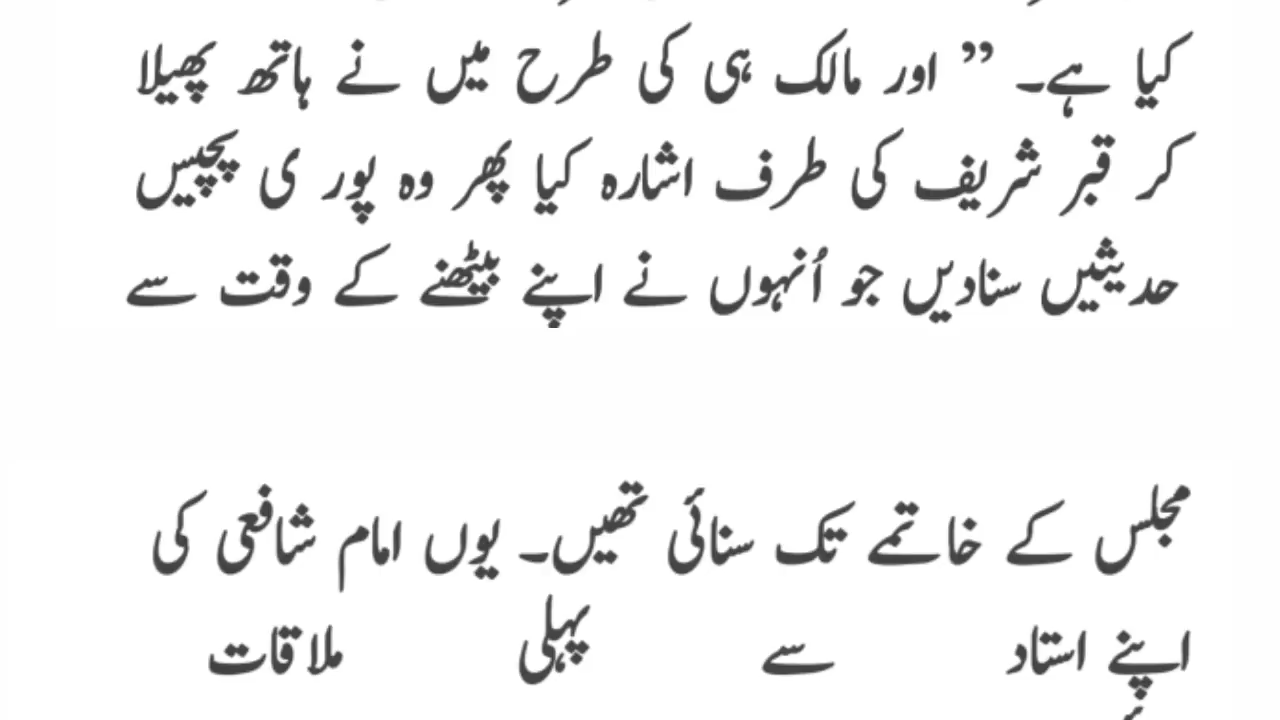 کیا ہے۔ ” اور مالک ہی کی طرح میں نے ہاتھ پھیلا
کر قبر شریف کی طرف اشارہ کیا پھر وہ پور ی پچیس
حدیثیں سنادیں جو اُنہوں نے اپنے بیٹھنے کے وقت سے
مجلس کے خاتمے تک سنائی تھیں۔ یوں امام شافعی کی
اپنے استاد سے پہلی ملاقات